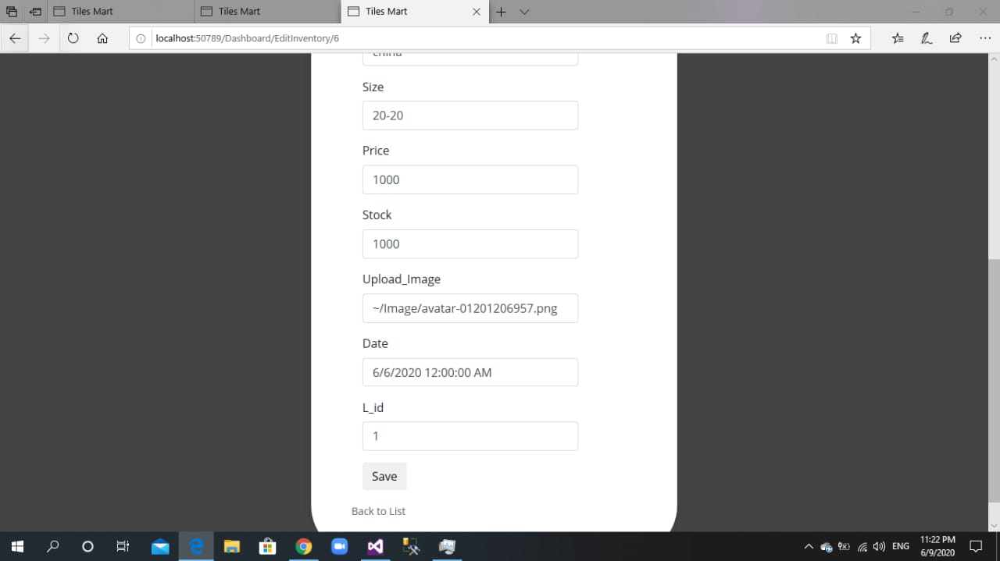 Tiles Mart
Tiles Mart
Tiles Mart
localhost:50789/Dashboard/EditInventory/6
china
Size
20-20
Price
1000
Stock
1000
Upload_Image
~/Image/avatar-01201206957.png
Date
6/6/2020 12:00:00 AM
L_id
1
Save
Back to List
ENG
11:22 PM
6/9/2020